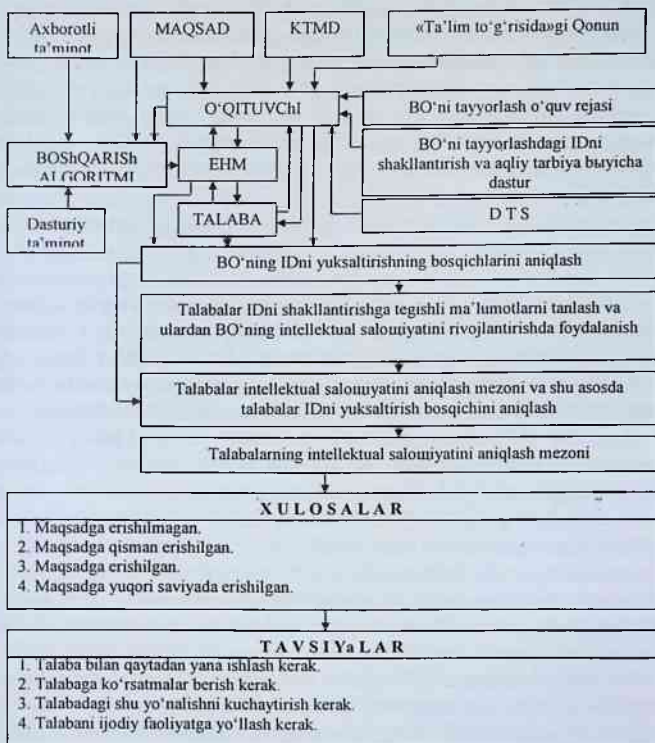 Axborotli
ta’minot
MAQSAD
KTMD
«Ta’lim to‘g‘risida»gi Qonun
O‘QITUVChI
BO‘ni tayyorlash o‘quv rejasi
BOShQARISh
ALGORITMI
EHM
BO‘ni tayyorlashdagi IDni
shakllantirish va aqliy tarbiya bыyicha
dastur
TALABA
D T S
Dasturiy
ta’minot
BO‘ning IDni yuksaltirishning bosqichlarini aniqlash
Talabalar IDni shakllantirishga tegishli ma’lumotlarni tanlash va
ulardan BO‘ning intellektual salouiyatini rivojlantirishda foydalanish
Talabalar intellektual salouiyatini aniqlash mezoni va shu asosda
talabalar IDni yuksaltirish bosqichini aniqlash
Talabalarning intellektual salouiyatini aniqlash mezoni
X U L O S A L A R
1. Maqsadga erishilmagan.
2. Maqsadga qisman erishilgan.
3. Maqsadga erishilgan.
4. Maqsadga yuqori saviyada erishilgan.
T A V S I Ya L A R
1. Talaba bilan qaytadan yana ishlash kerak.
2. Talabaga ko‘rsatmalar berish kerak.
3. Talabadagi shu yo‘nalishni kuchaytirish kerak.
4. Talabani ijodiy faoliyatga yo‘llash kerak.